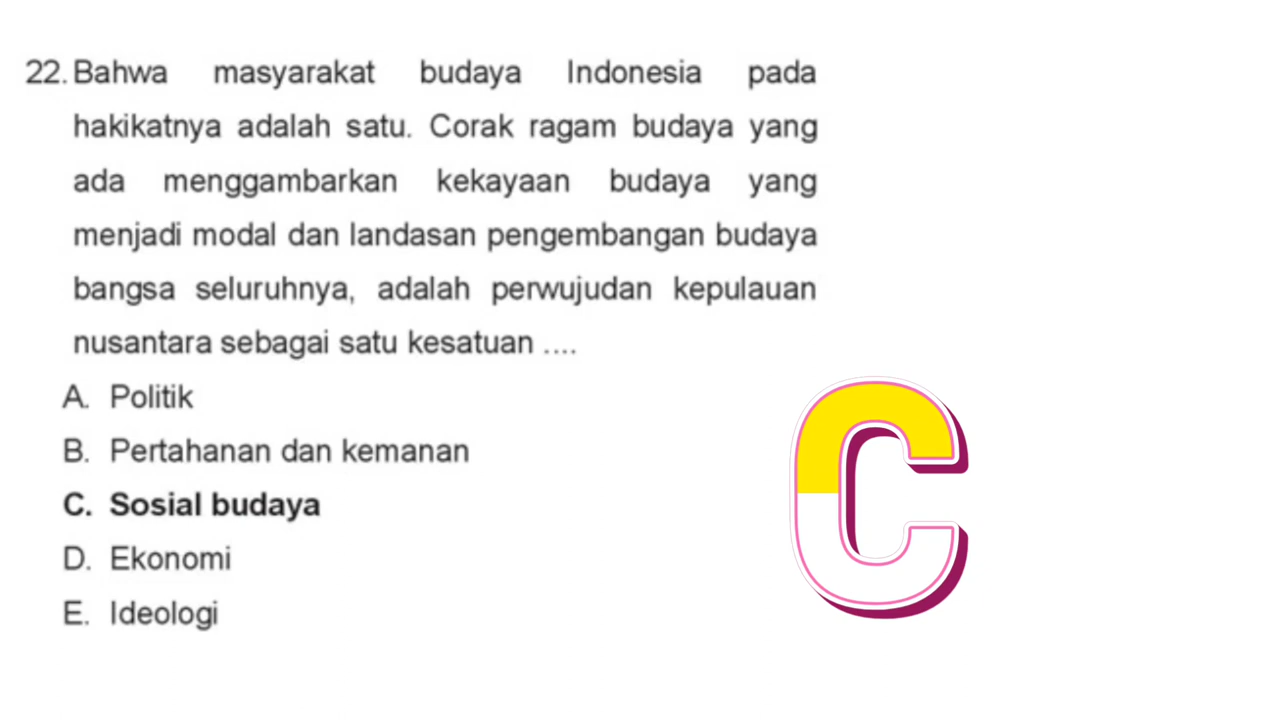 22. Bahwa masyarakat budaya Indonesia pada
hakikatnya adalah satu. Corak ragam budaya yang
ada menggambarkan kekayaan budaya yang
menjadi modal dan landasan pengembangan budaya
bangsa seluruhnya, adalah perwujudan kepulauan
nusantara sebagai satu kesatuan ....
A. Politik
B. Pertahanan dan kemanan
C. Sosial budaya
D. Ekonomi
E. Ideologi
C